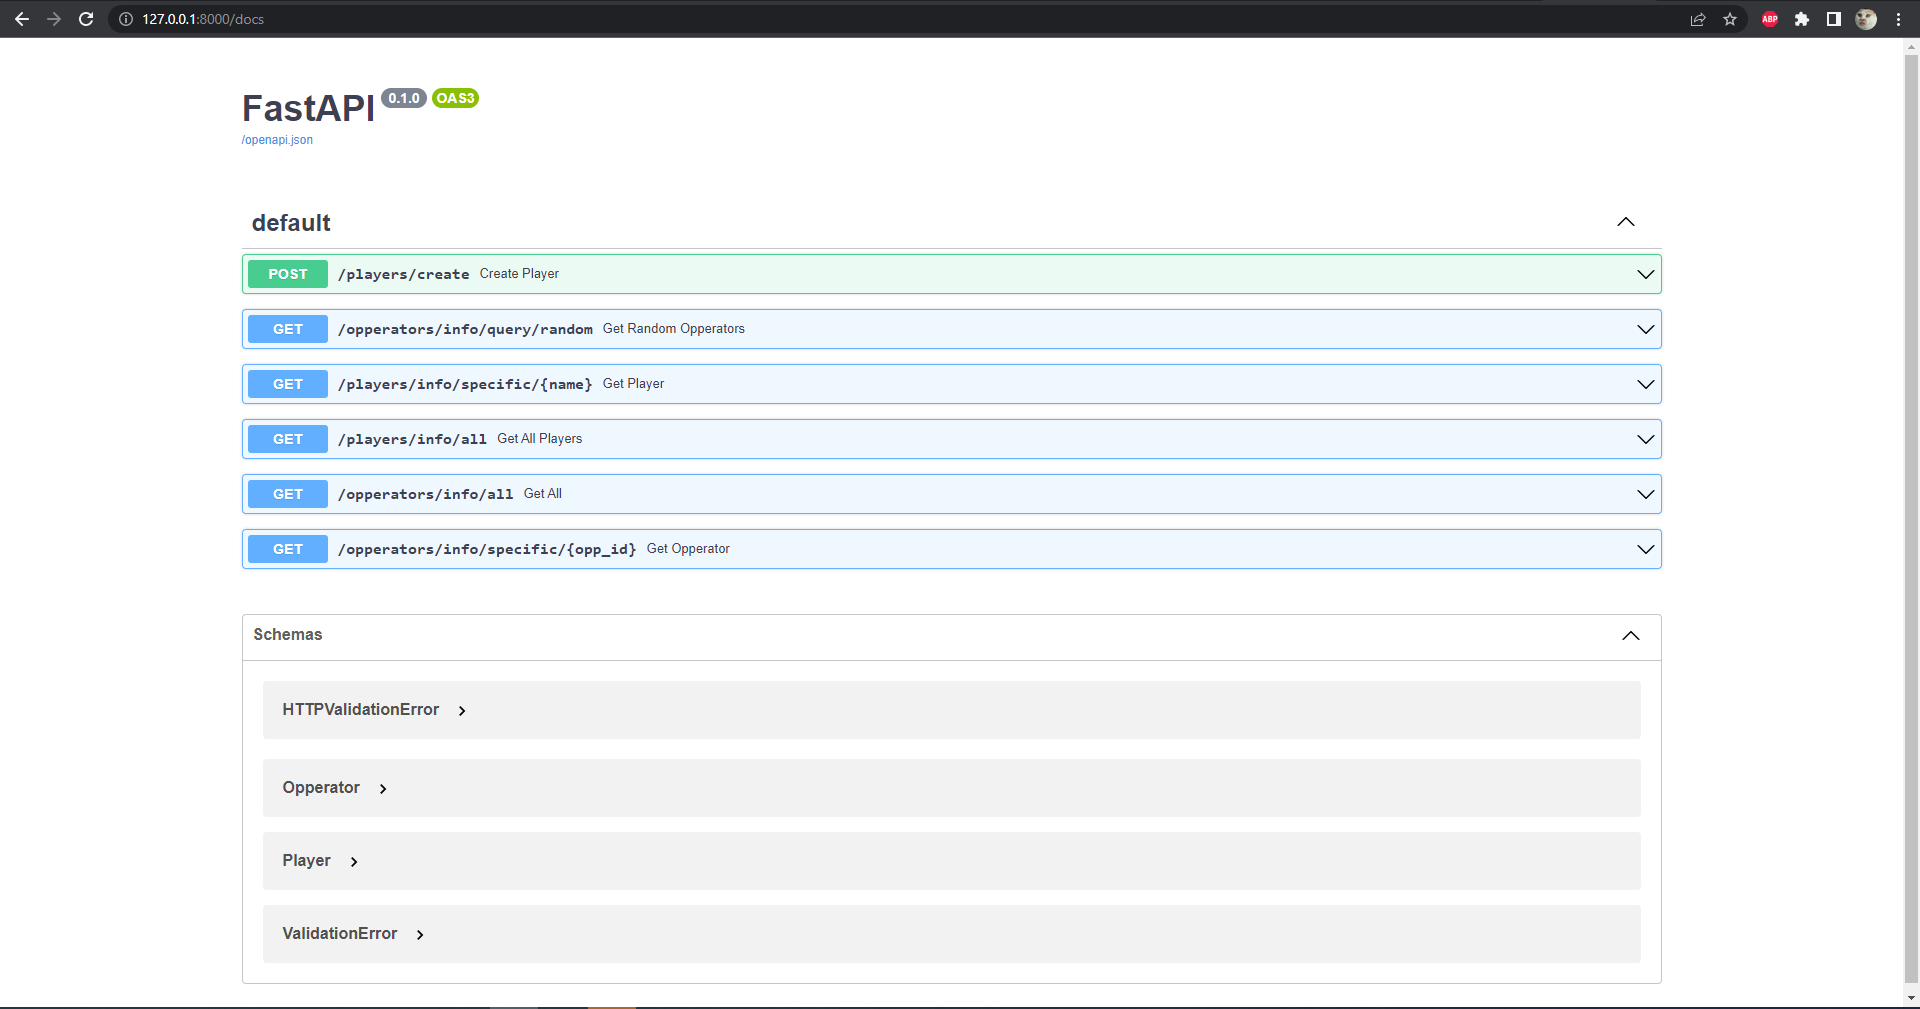 127.0.0.1:8000/docs
ABP
FastAPI 0.1.0 OAS3
/openapi.json
default
POST /players/create Create Player
GET /opperators/info/query/random Get Random Opperators
GET /players/info/specific/{name} Get Player
GET /players/info/all Get All Players
GET /opperators/info/all Get All
GET /opperators/info/specific/{opp_id} Get Opperator
Schemas
HTTPValidationError
Opperator
Player
ValidationError